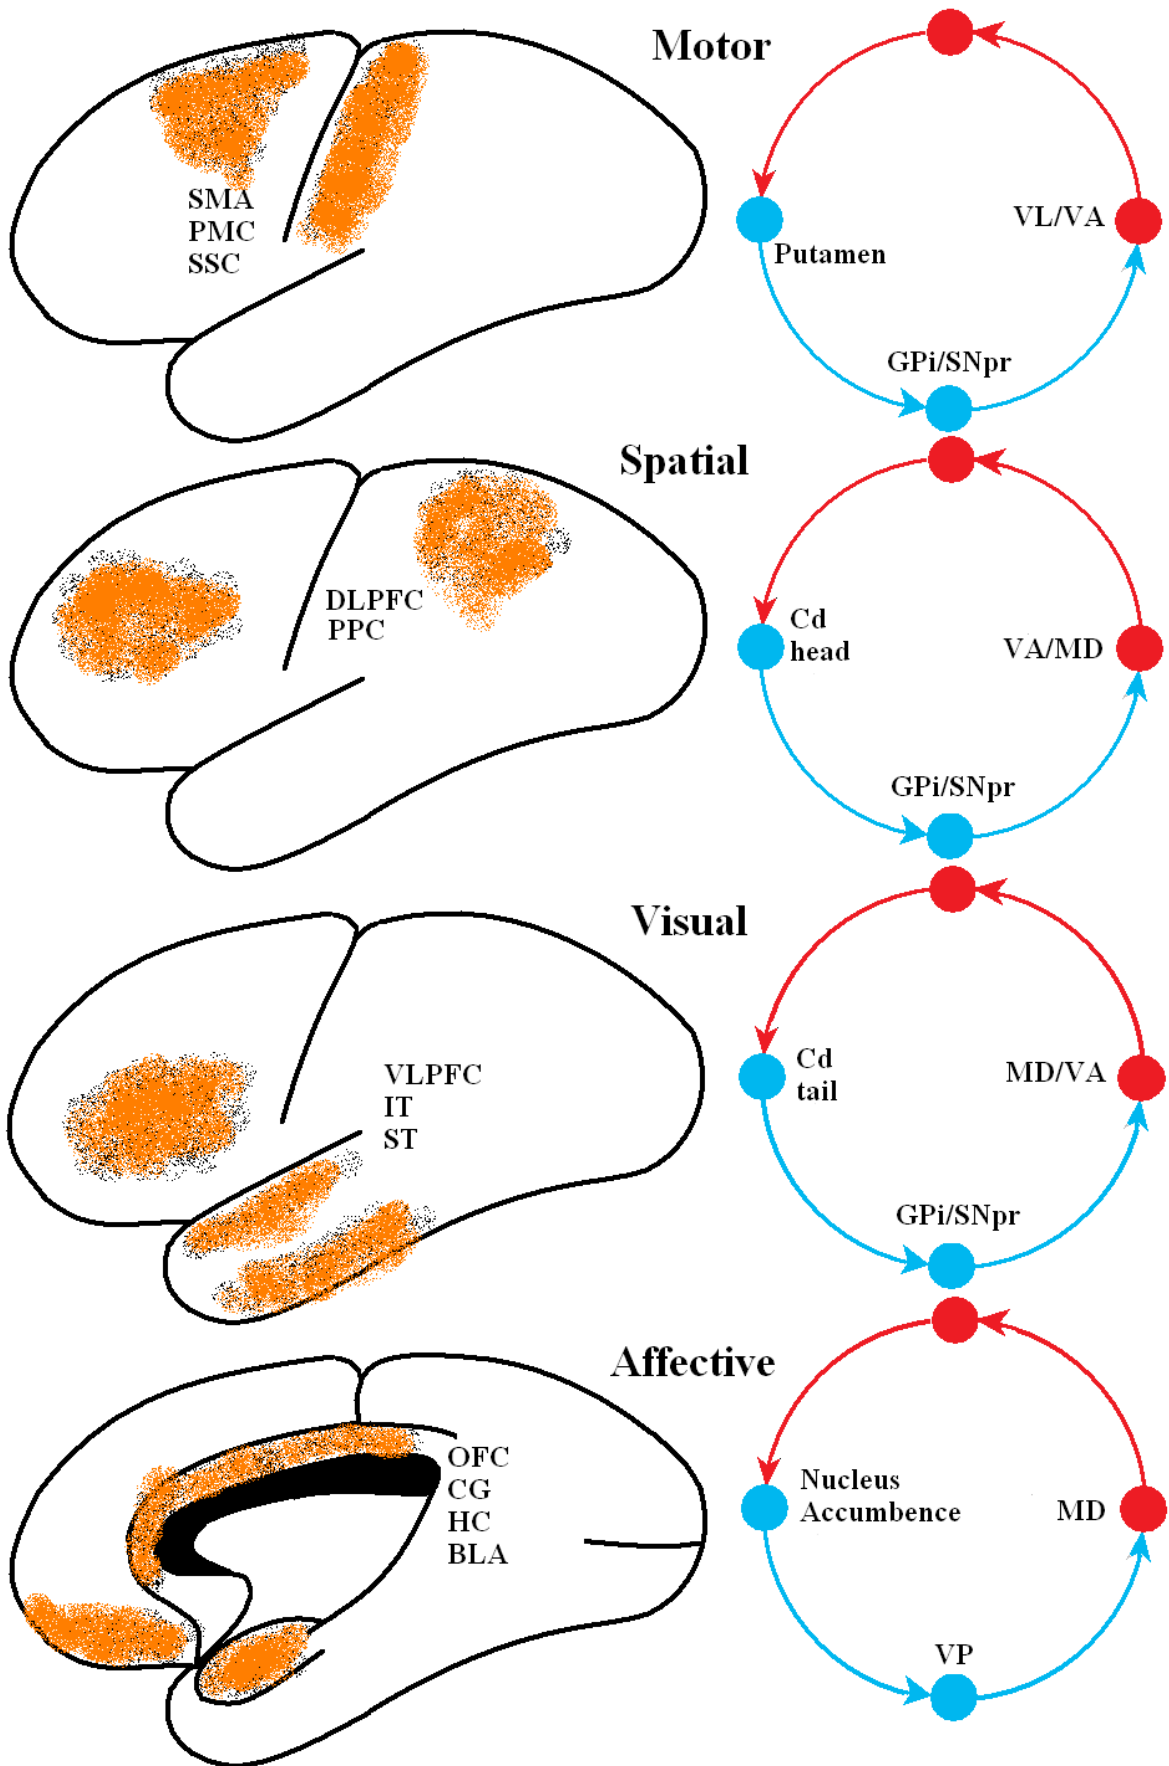 Motor
SMA
PMC
SSC
VL/VA
Putamen
GPi/SNpr
Spatial
DLPFC
PPC
Cd
head
VA/MD
GPi/SNpr
Visual
VLPFC
IT
ST
Cd
tail
MD/VA
GPi/SNpr
Affective
OFC
CG
HC
BLA
Nucleus
Accumbence
MD
VP